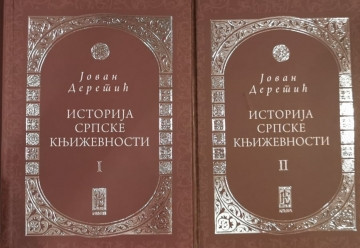 Јован
Деретић
ИСТОРИЈА
СРПСКЕ
КЊИЖЕВНОСТИ
I
Јован
Деретић
ИСТОРИЈА
СРПСКЕ
КЊИЖЕВНОСТИ
II